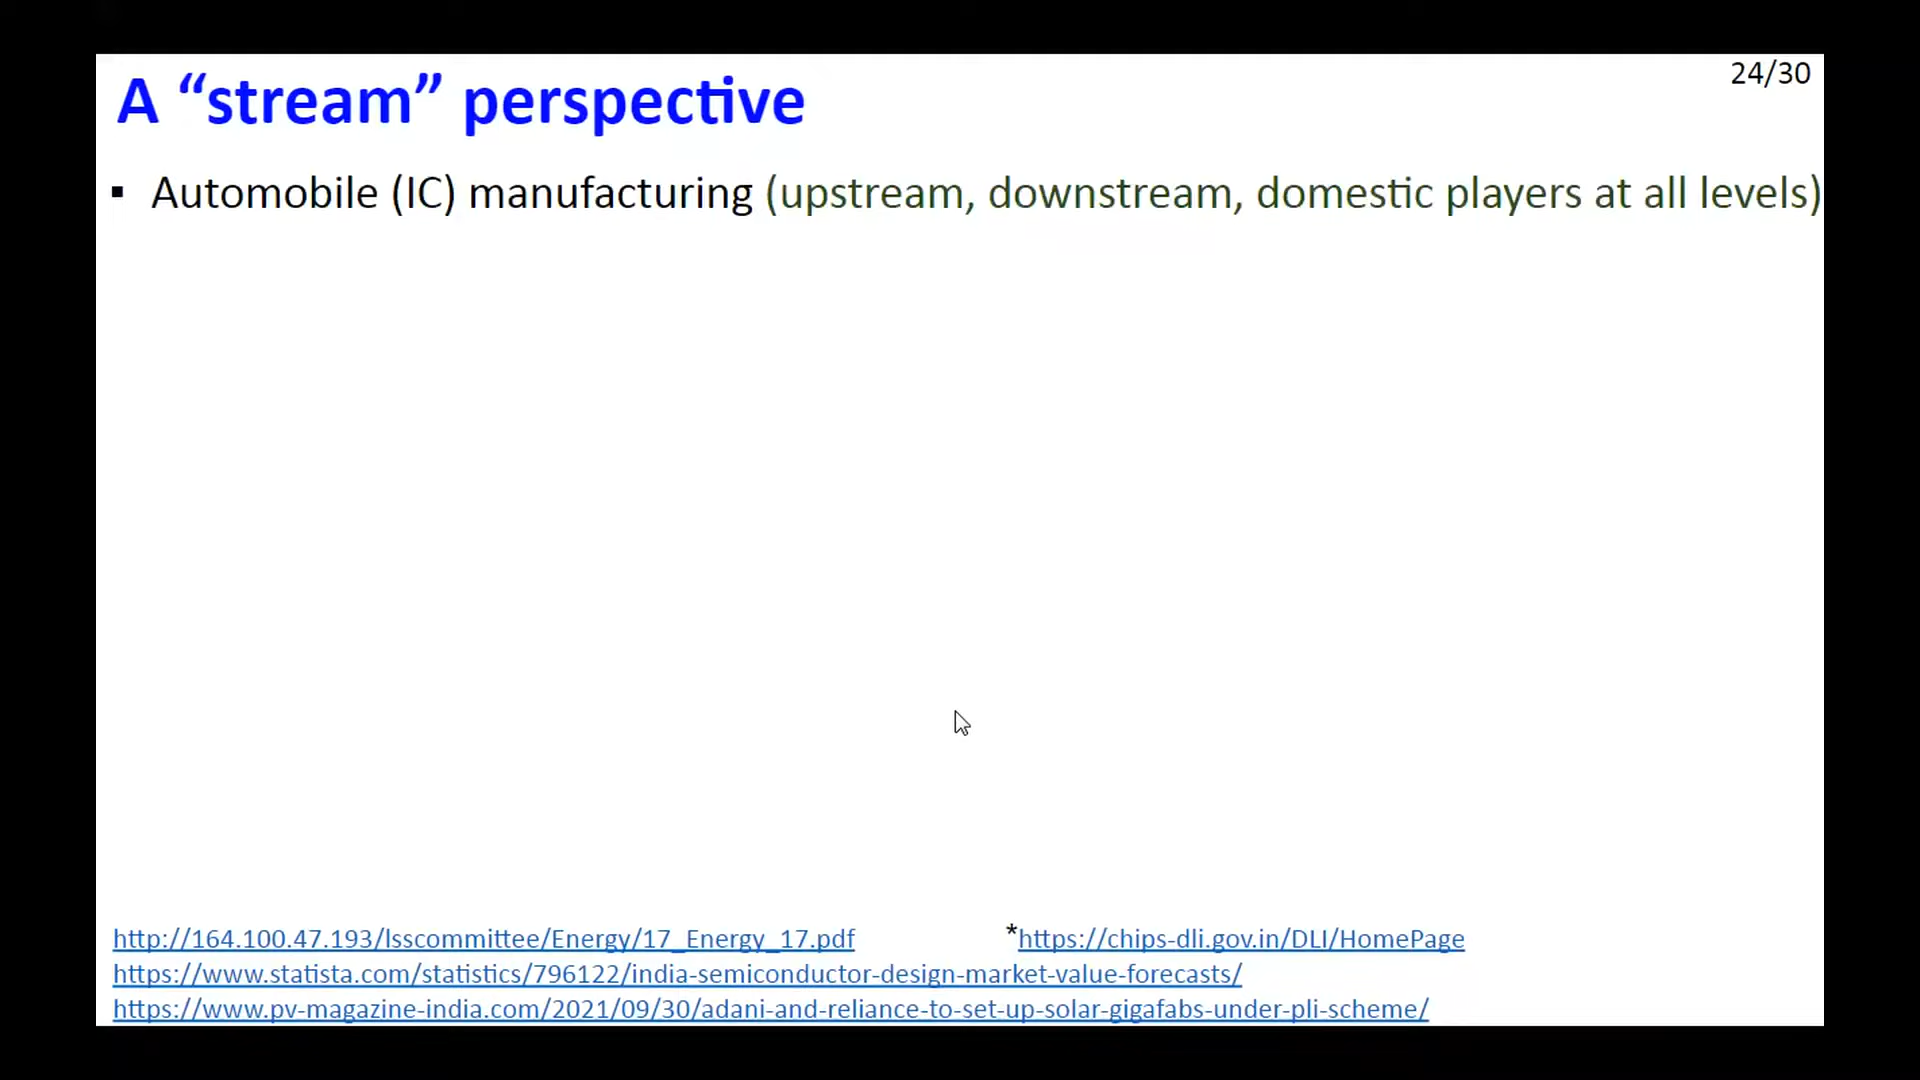 24/30
A “stream” perspective
▪ Automobile (IC) manufacturing (upstream, downstream, domestic players at all levels)
http://164.100.47.193/lsscommittee/Energy/17_Energy_17.pdf
*https://chips-dli.gov.in/DLI/HomePage
https://www.statista.com/statistics/796122/india-semiconductor-design-market-value-forecasts/
https://www.pv-magazine-india.com/2021/09/30/adani-and-reliance-to-set-up-solar-gigafabs-under-pli-scheme/